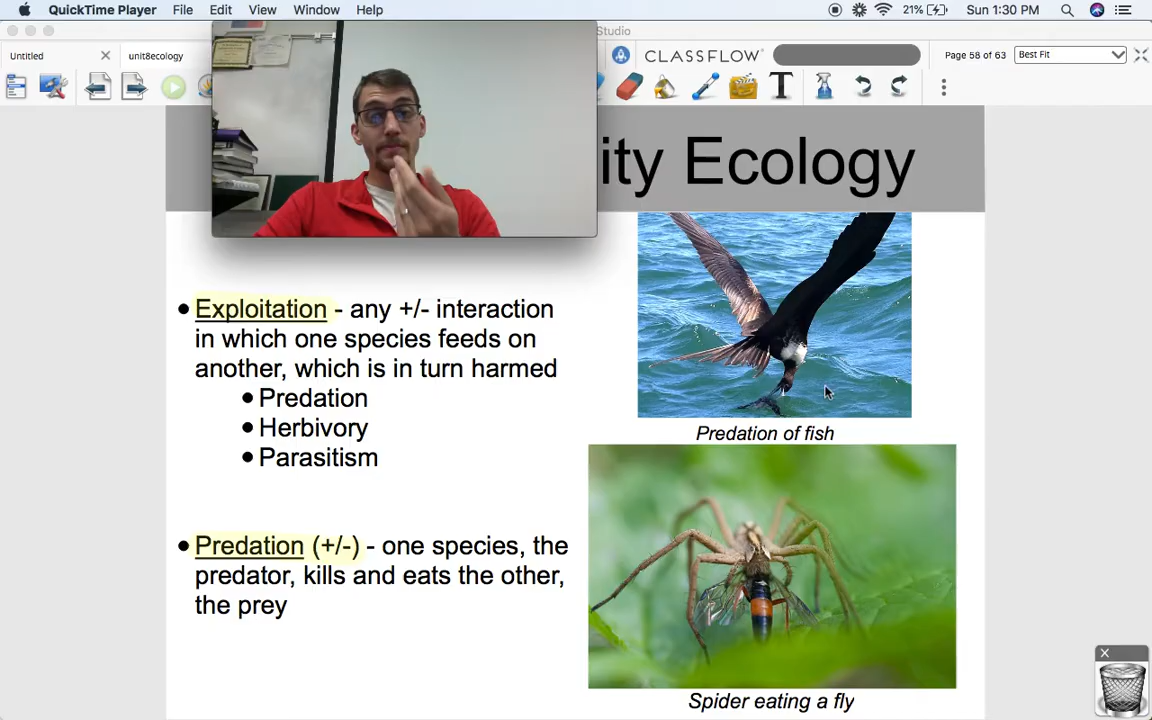 QuickTime Player File Edit View Window Help 21% Sun 1:30 PM
Studio
Untitled unit8ecology CLASSFLOW Page 58 of 63 Best Fit
T
ity Ecology
Exploitation - any +/- interaction
in which one species feeds on
another, which is in turn harmed
Predation
Herbivory
Parasitism
Predation (+/-) - one species, the
predator, kills and eats the other,
the prey
Predation of fish
Spider eating a fly